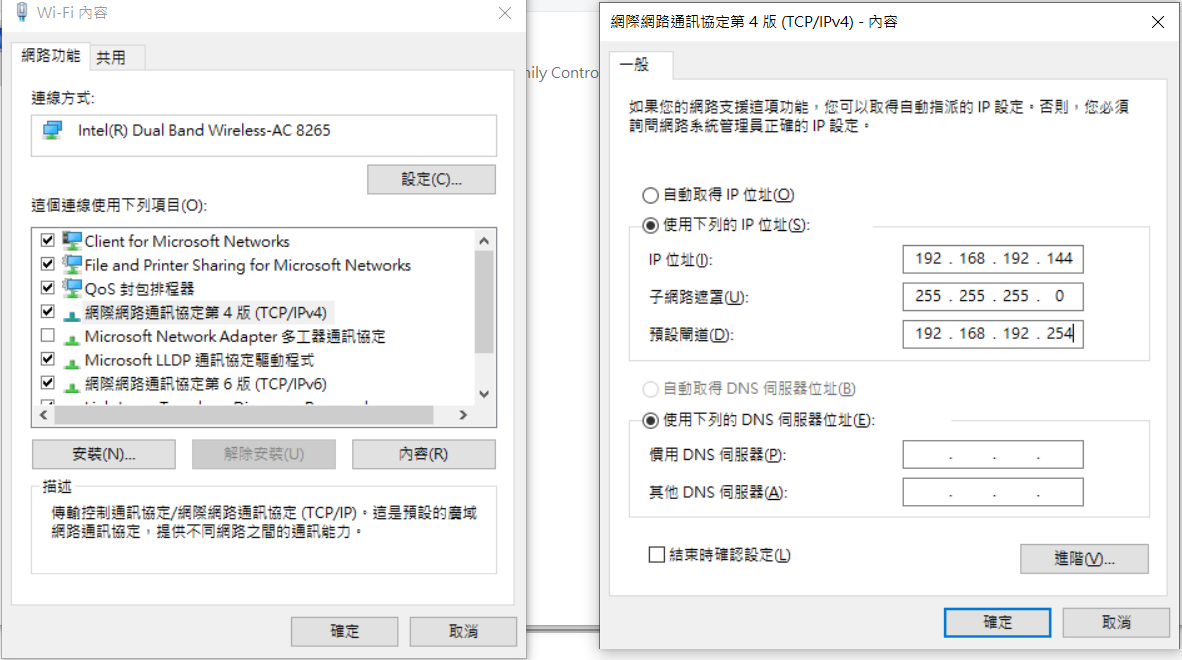 Wi-Fi 內容
網路功能
共用
連線方式:
Intel(R) Dual Band Wireless-AC 8265
設定(C)...
這個連線使用下列項目(O):
Client for Microsoft Networks
File and Printer Sharing for Microsoft Networks
QoS 封包排程器
網際網路通訊協定第 4 版 (TCP/IPv4)
Microsoft Network Adapter 多工器通訊協定
Microsoft LLDP 通訊協定驅動程式
網際網路通訊協定第 6 版 (TCP/IPv6)
安裝(N)...
解除安裝(U)
內容(R)
描述
傳輸控制通訊協定/網際網路通訊協定 (TCP/IP)。這是預設的廣域
網路通訊協定，提供不同網路之間的通訊能力。
確定
取消
網際網路通訊協定第 4 版 (TCP/IPv4) - 內容
一般
如果您的網路支援這項功能，您可以取得自動指派的 IP 設定。否則，您必須
詢問網路系統管理員正確的 IP 設定。
自動取得 IP 位址(O)
使用下列的 IP 位址(S):
IP 位址(I):
192 . 168 . 192 . 144
子網路遮罩(U):
255 . 255 . 255 . 0
預設閘道(D):
192 . 168 . 192 . 254
自動取得 DNS 伺服器位址(B)
使用下列的 DNS 伺服器位址(E):
慣用 DNS 伺服器(P):
. . .
其他 DNS 伺服器(A):
. . .
結束時確認設定(L)
進階(V)...
確定
取消